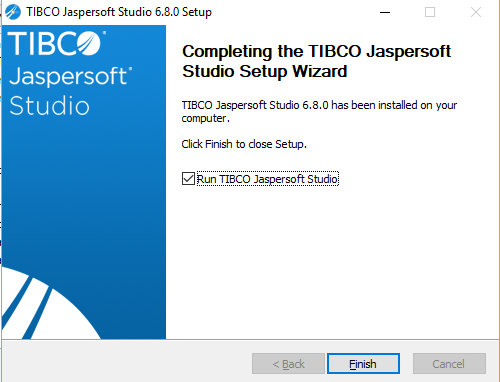 TIBCO Jaspersoft Studio 6.8.0 Setup
TIBCO®
Jaspersoft®
Studio
Completing the TIBCO Jaspersoft
Studio Setup Wizard
TIBCO Jaspersoft Studio 6.8.0 has been installed on your
computer.
Click Finish to close Setup.
Run TIBCO Jaspersoft Studio
< Back
Finish
Cancel